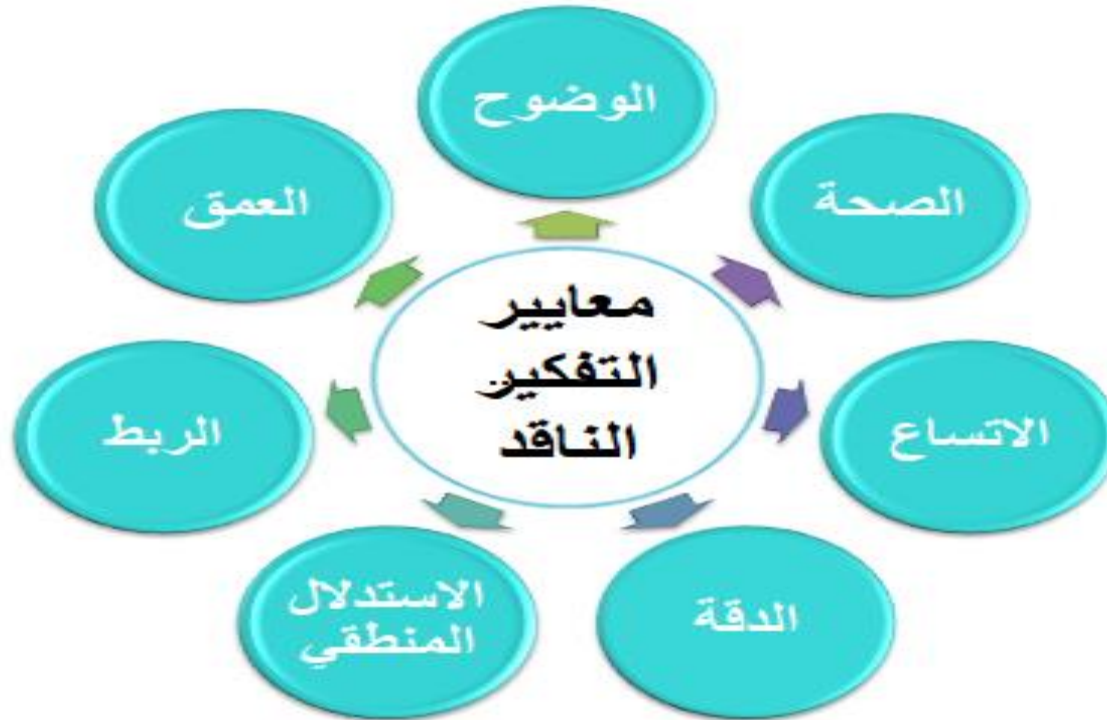 معايير
التفكير
الناقد
الوضوح
الصحة
الاتساع
الدقة
الاستدلال
المنطقي
الربط
العمق